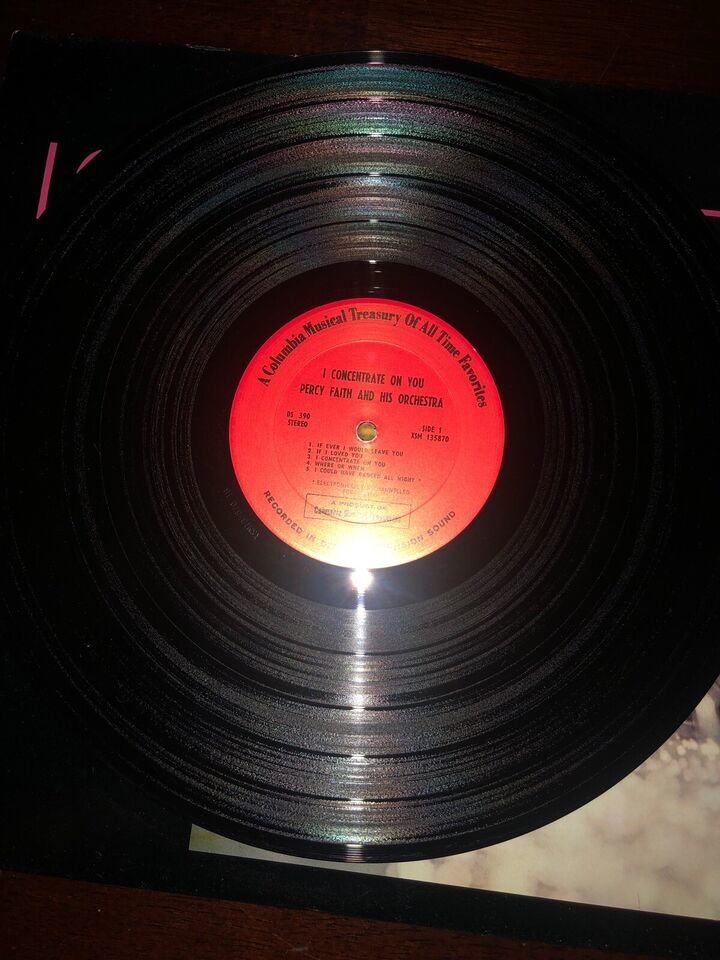 A Columbia Musical Treasury Of All Time Favorites
I CONCENTRATE ON YOU
PERCY FAITH AND HIS ORCHESTRA
DS 390
STEREO
SIDE 1
XSM 135870
1. IF EVER I WOULD LEAVE YOU
2. IF I LOVED YOU
3. I CONCENTRATE ON YOU
4. WHERE OR WHEN
5. I COULD HAVE DANCED ALL NIGHT *
* ELECTRONICALLY
A PRODUCT OF
RECORDED IN SOUND